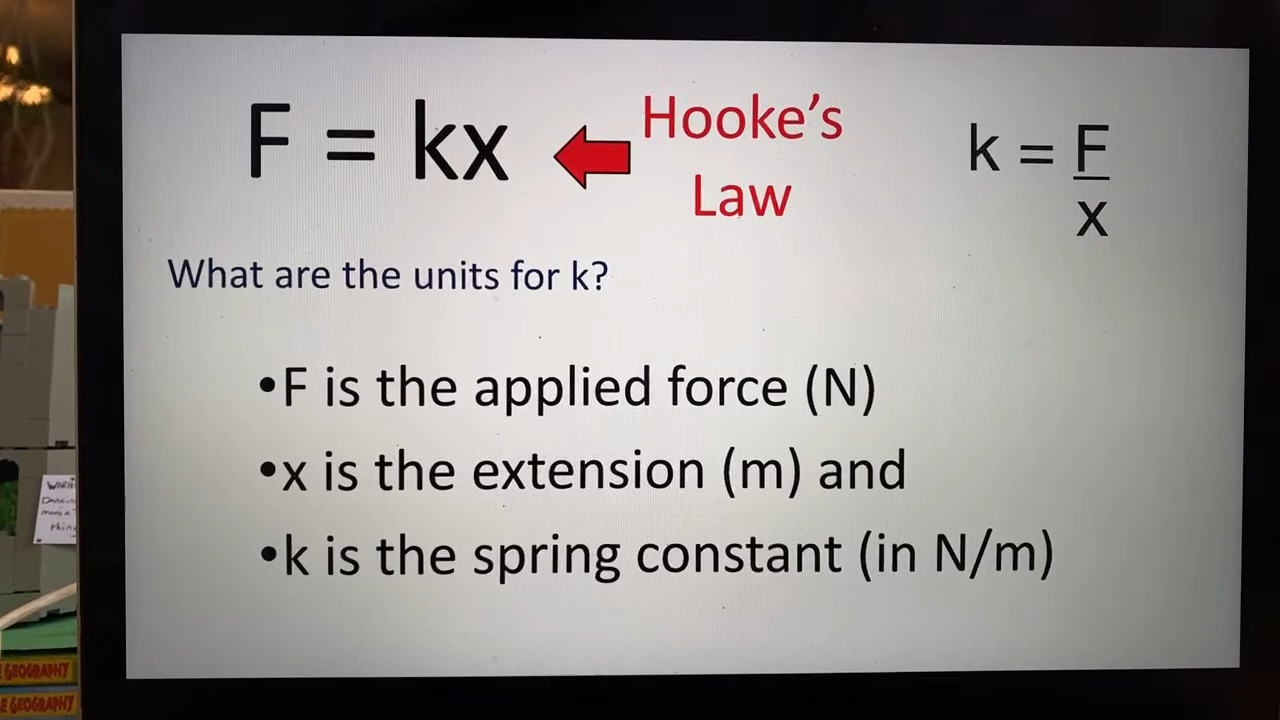 F = kx
Hooke's
Law
k = F
x
What are the units for k?
•F is the applied force (N)
•x is the extension (m) and
•k is the spring constant (in N/m)
GEOGRAPHY
GEOGRAPHY